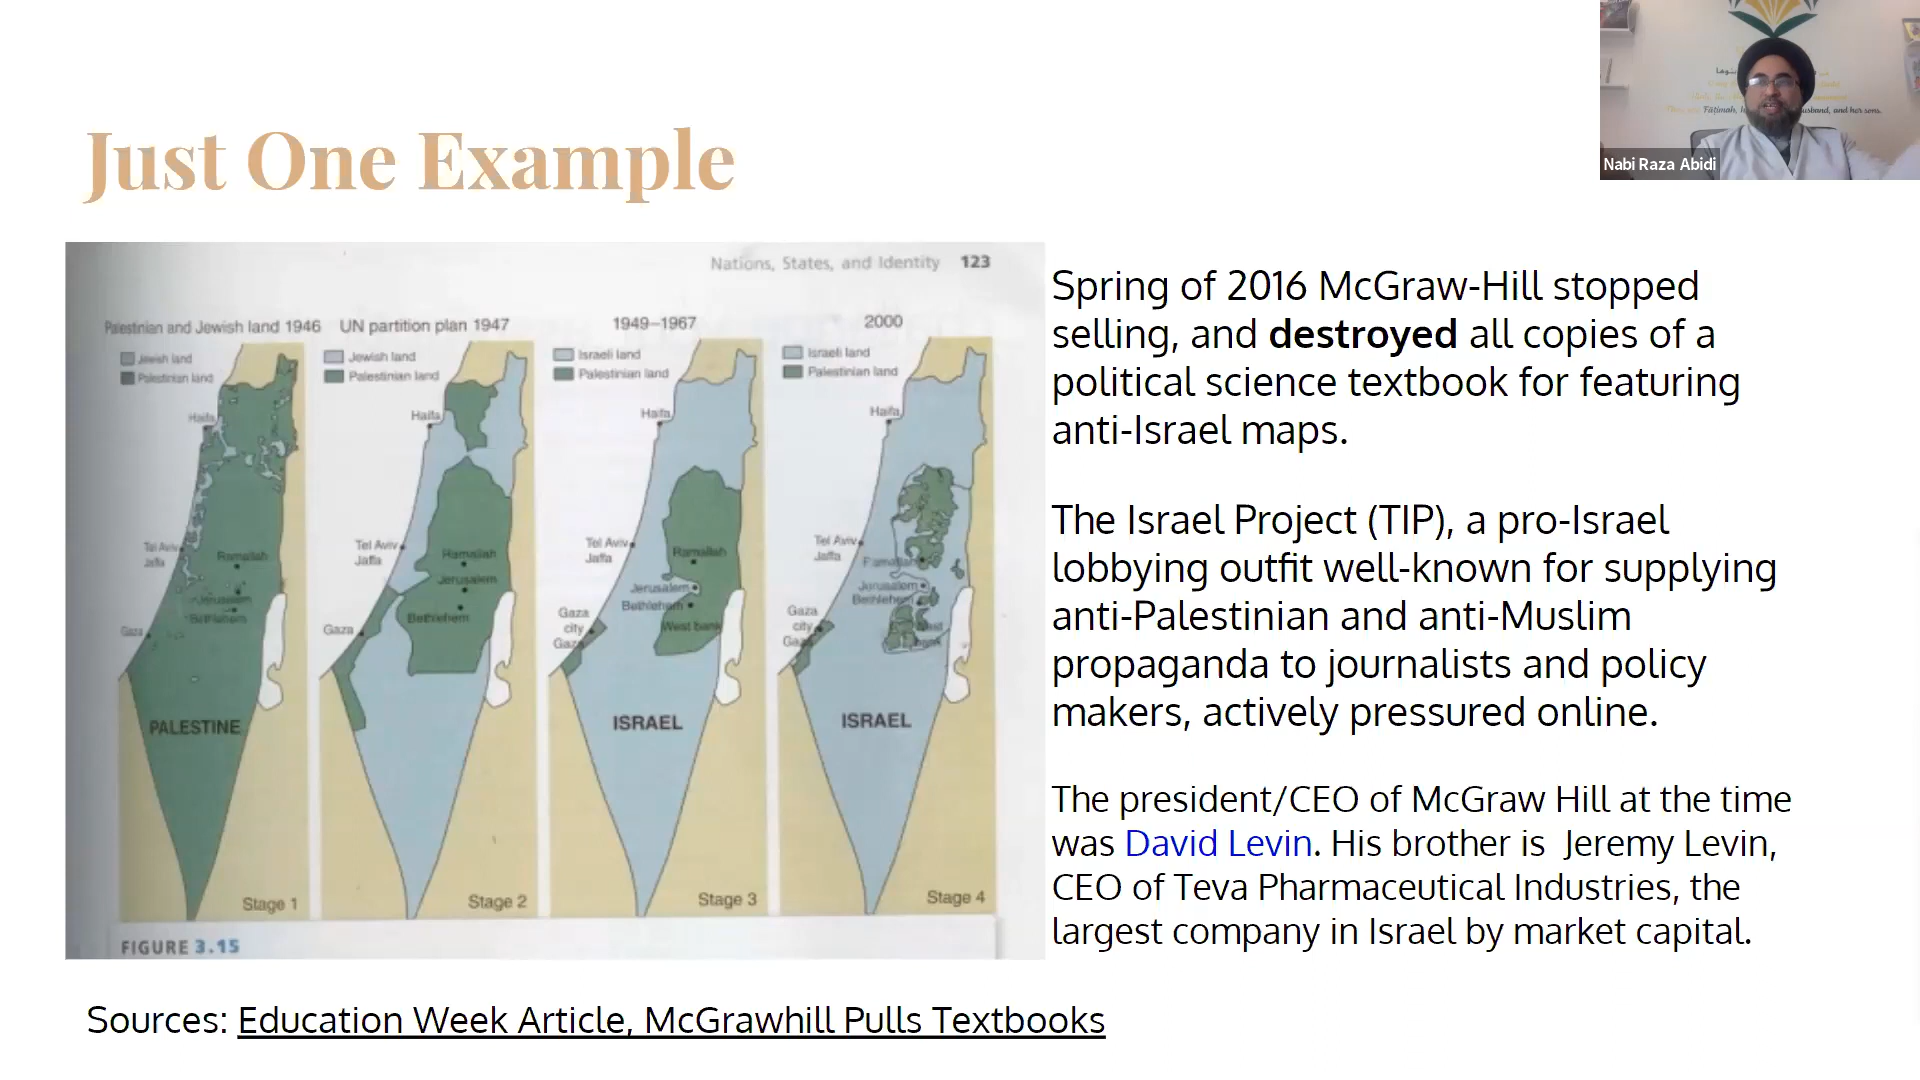 Nabi Raza Abidi
Just One Example
Nations, States, and Identity 123
Palestinian and Jewish land 1946
Jewish land
Palestinian land
Haifa
Tel Aviv
Jaffa
Ramallah
Jerusalem
Bethlehem
Gaza
PALESTINE
Stage 1
UN partition plan 1947
Jewish land
Palestinian land
Haifa
Tel Aviv
Jaffa
Ramallah
Jerusalem
Bethlehem
Gaza
Stage 2
1949–1967
Israeli land
Palestinian land
Haifa
Tel Aviv
Jaffa
Ramallah
Jerusalem
Bethlehem
Gaza
city
Gaza
West bank
ISRAEL
Stage 3
2000
Israeli land
Palestinian land
Haifa
Tel Aviv
Jaffa
Ramallah
Jerusalem
Bethlehem
Gaza
city
Gaza
West
bank
ISRAEL
Stage 4
FIGURE 3.15
Spring of 2016 McGraw-Hill stopped
selling, and destroyed all copies of a
political science textbook for featuring
anti-Israel maps.
The Israel Project (TIP), a pro-Israel
lobbying outfit well-known for supplying
anti-Palestinian and anti-Muslim
propaganda to journalists and policy
makers, actively pressured online.
The president/CEO of McGraw Hill at the time
was David Levin. His brother is Jeremy Levin,
CEO of Teva Pharmaceutical Industries, the
largest company in Israel by market capital.
Sources: Education Week Article, McGrawhill Pulls Textbooks